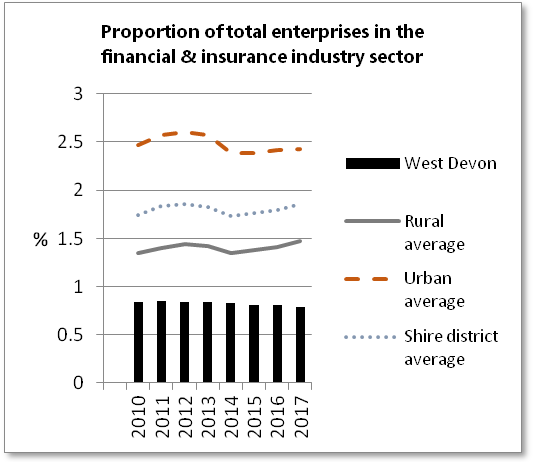 Proportion of total enterprises in the
financial & insurance industry sector
3
2.5
2
1.5
1
0.5
0
%
2010
2011
2012
2013
2014
2015
2016
2017
West Devon
Rural
average
Urban
average
Shire district
average